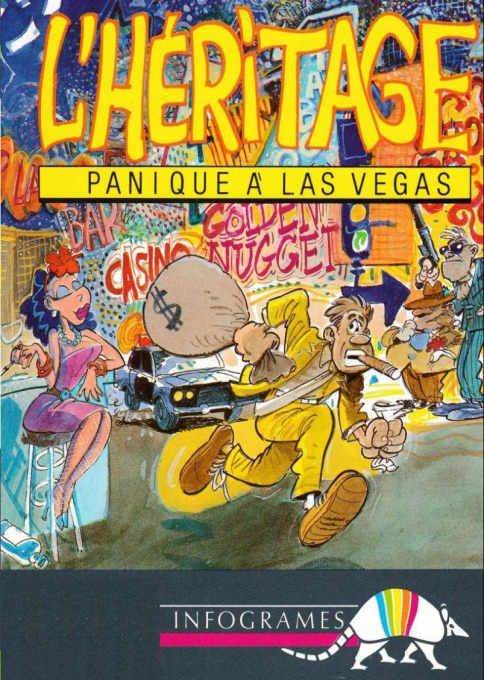 L'HÉRiTAGE
PANIQUE A' LAS VEGAS
BAR
GOLDEN
NUGGET
CASINO
$
INFOGRAMES